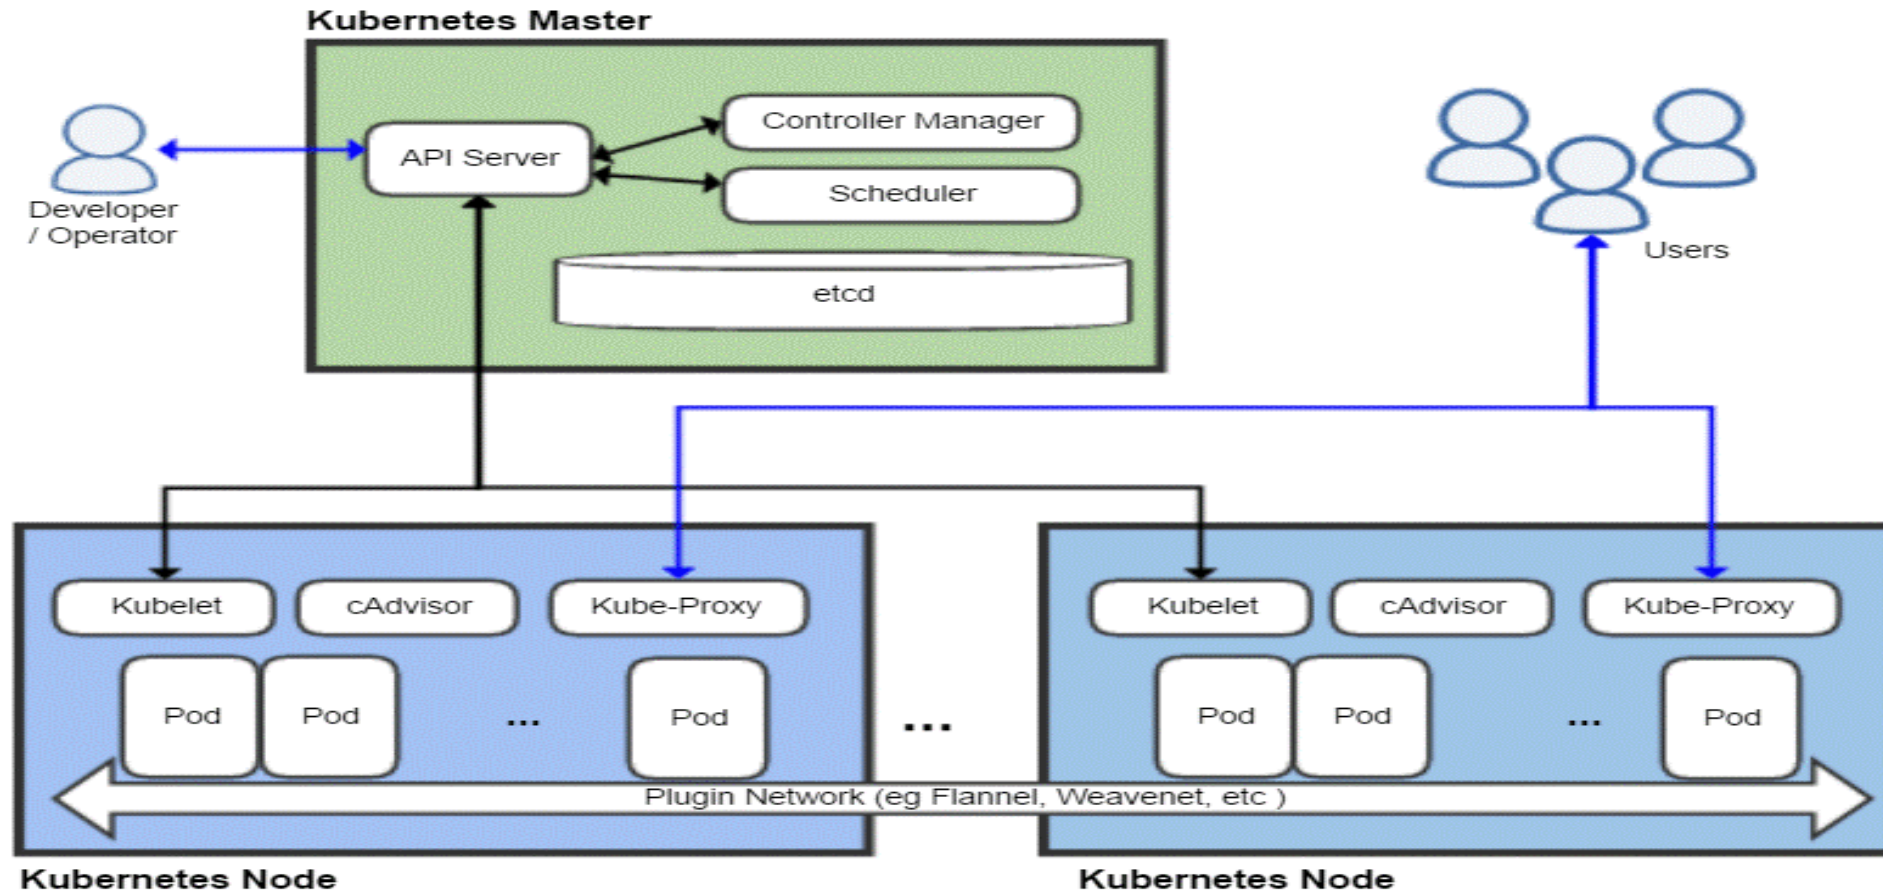 Kubernetes Master
Controller Manager
API Server
Scheduler
etcd
Developer
/ Operator
Users
Kubelet
cAdvisor
Kube-Proxy
Kubelet
cAdvisor
Kube-Proxy
Pod
Pod
...
Pod
...
Pod
Pod
...
Pod
Plugin Network (eg Flannel, Weavenet, etc )
Kubernetes Node
Kubernetes Node